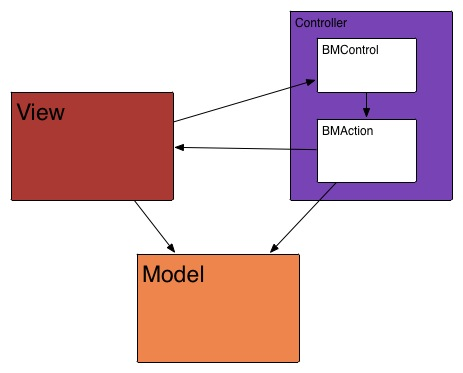 Controller
BMControl
View
BMAction
Model